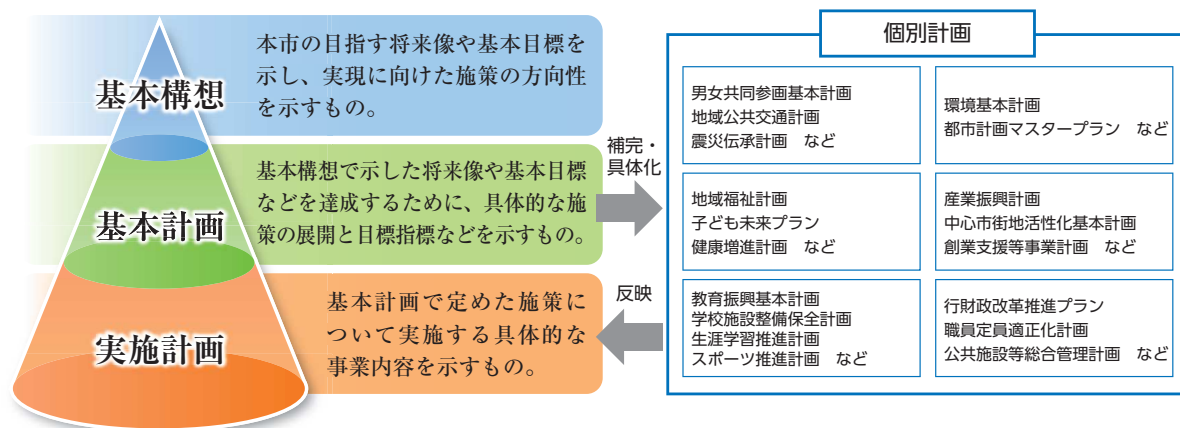 基本構想
本市の目指す将来像や基本目標を
示し、実現に向けた施策の方向性
を示すもの。
基本計画
基本構想で示した将来像や基本目標
などを達成するために、具体的な施
策の展開と目標指標などを示すもの。
実施計画
基本計画で定めた施策に
ついて実施する具体的な
事業内容を示すもの。
補完・
具体化
反映
個別計画
男女共同参画基本計画
地域公共交通計画
震災伝承計画　など
環境基本計画
都市計画マスタープラン　など
地域福祉計画
子ども未来プラン
健康増進計画　など
産業振興計画
中心市街地活性化基本計画
創業支援等事業計画　など
教育振興基本計画
学校施設整備保全計画
生涯学習推進計画
スポーツ推進計画　など
行財政改革推進プラン
職員定員適正化計画
公共施設等総合管理計画　など